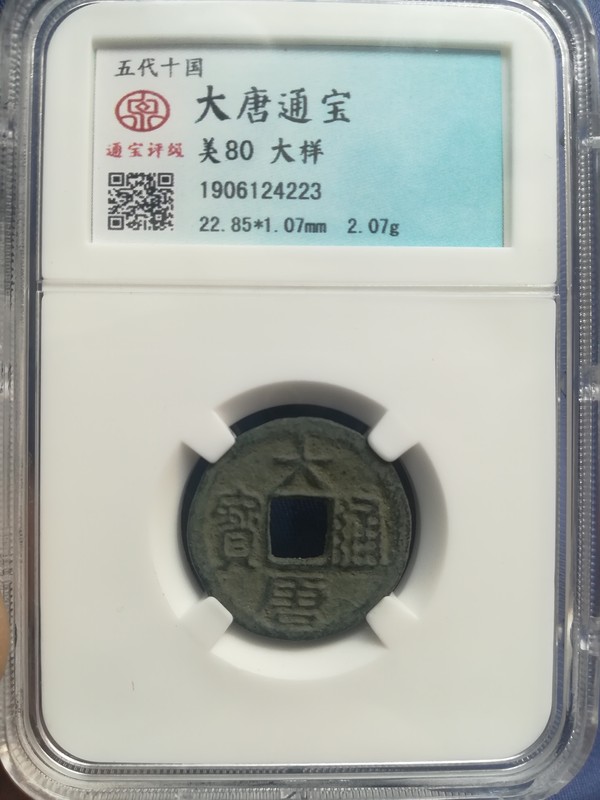 五代十国
大唐通宝
通宝评级
美80 大样
1906124223
22.85*1.07mm 2.07g
大
寶 通
唐